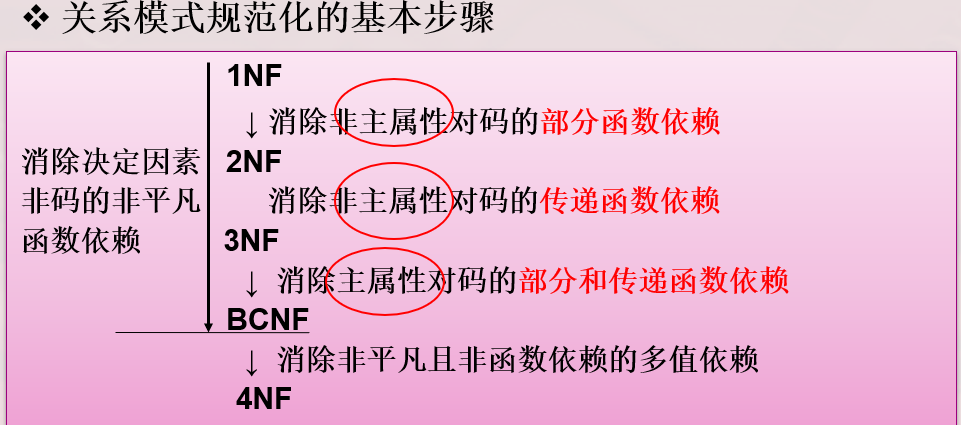 ❖ 关系模式规范化的基本步骤
1NF
↓ 消除非主属性对码的部分函数依赖
消除决定因素
非码的非平凡
函数依赖
2NF
消除非主属性对码的传递函数依赖
3NF
↓ 消除主属性对码的部分和传递函数依赖
BCNF
↓ 消除非平凡且非函数依赖的多值依赖
4NF